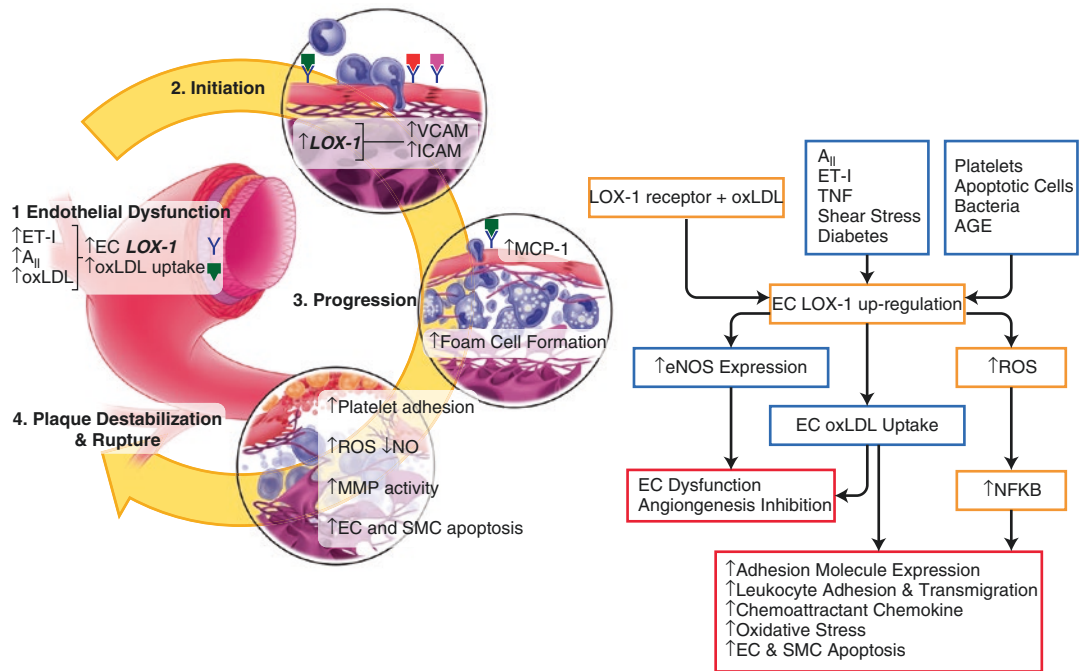 2. Initiation
↑LOX-1
↑VCAM
↑ICAM
1 Endothelial Dysfunction
↑ET-I
↑A_II
↑oxLDL
↑EC LOX-1
↑oxLDL uptake
3. Progression
↑MCP-1
↑Foam Cell Formation
4. Plaque Destabilization
& Rupture
↑Platelet adhesion
↑ROS ↓NO
↑MMP activity
↑EC and SMC apoptosis
LOX-1 receptor + oxLDL
A_II
ET-I
TNF
Shear Stress
Diabetes
Platelets
Apoptotic Cells
Bacteria
AGE
EC LOX-1 up-regulation
↑eNOS Expression
↑ROS
EC oxLDL Uptake
EC Dysfunction
Angiongenesis Inhibition
↑NFKB
↑Adhesion Molecule Expression
↑Leukocyte Adhesion & Transmigration
↑Chemoattractant Chemokine
↑Oxidative Stress
↑EC & SMC Apoptosis